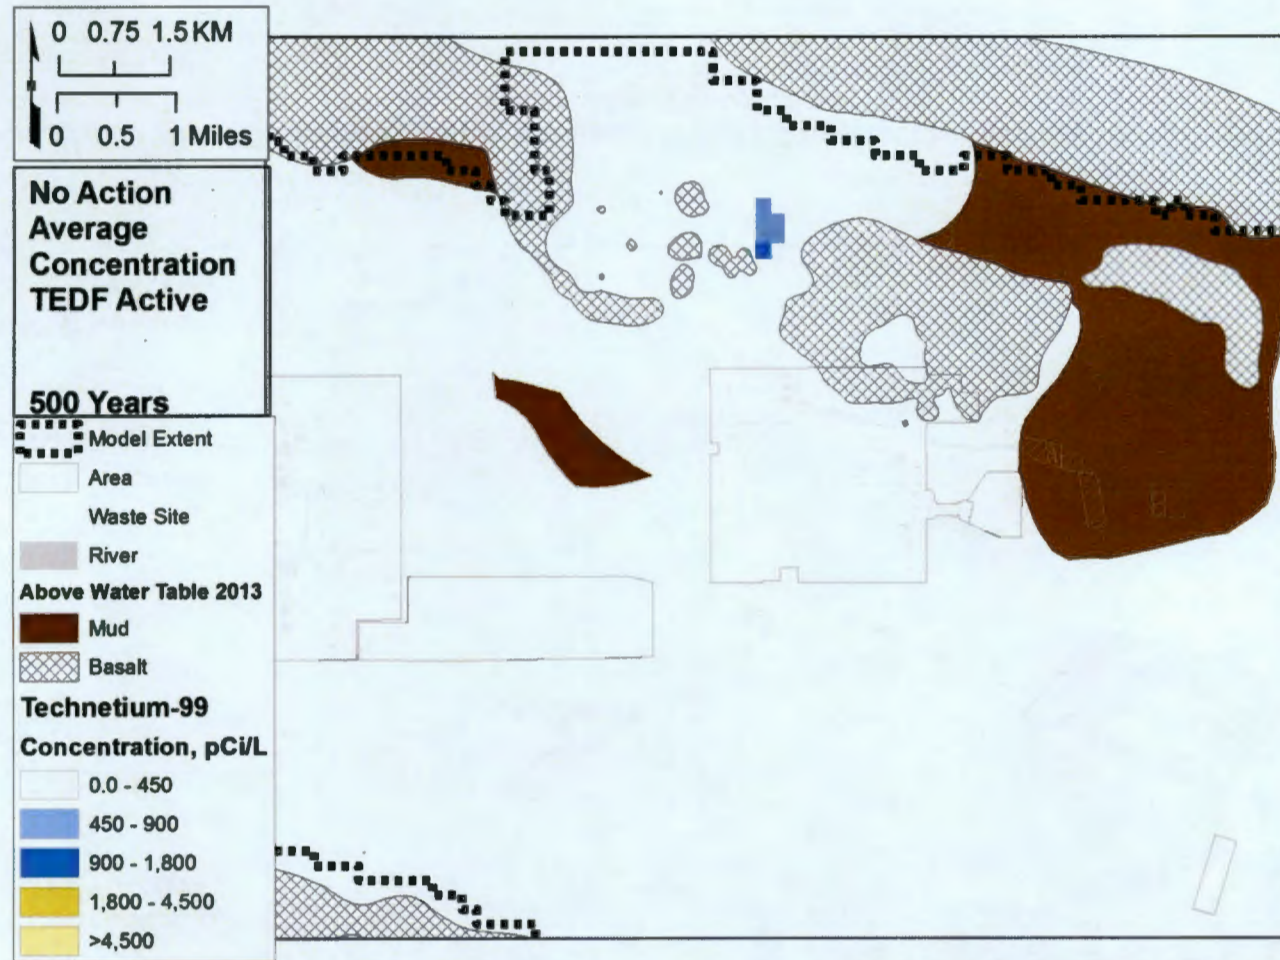 0 0.75 1.5 KM
0 0.5 1 Miles
No Action
Average
Concentration
TEDF Active
500 Years
Model Extent
Area
Waste Site
River
Above Water Table 2013
Mud
Basalt
Technetium-99
Concentration, pCi/L
0.0 - 450
450 - 900
900 - 1,800
1,800 - 4,500
>4,500